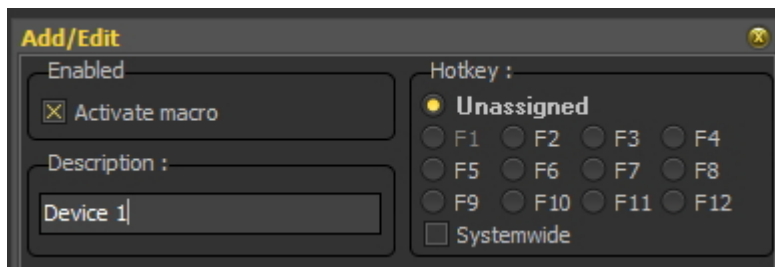 Add/Edit
Enabled
Activate macro
Description :
Device 1
Hotkey :
Unassigned
F1 F2 F3 F4
F5 F6 F7 F8
F9 F10 F11 F12
Systemwide